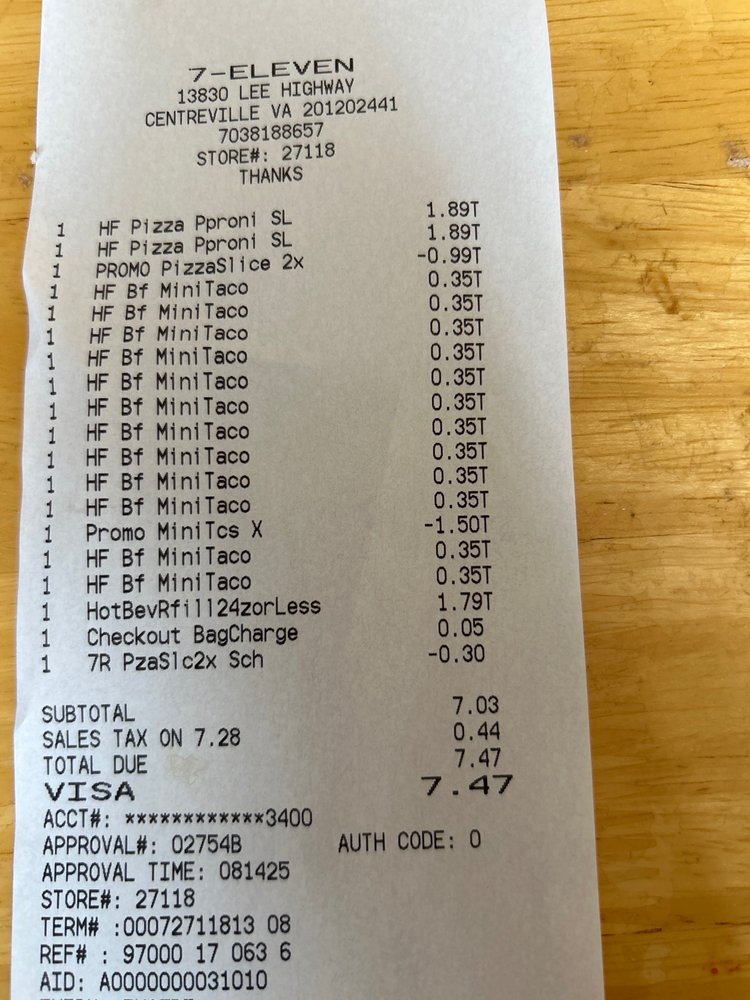 7-ELEVEN
13830 LEE HIGHWAY
CENTREVILLE VA 201202441
7038188657
STORE#: 27118
THANKS
1 HF Pizza Pproni SL 1.89T
1 HF Pizza Pproni SL 1.89T
1 PROMO PizzaSlice 2x -0.99T
1 HF Bf MiniTaco 0.35T
1 HF Bf MiniTaco 0.35T
1 HF Bf MiniTaco 0.35T
1 HF Bf MiniTaco 0.35T
1 HF Bf MiniTaco 0.35T
1 HF Bf MiniTaco 0.35T
1 HF Bf MiniTaco 0.35T
1 HF Bf MiniTaco 0.35T
1 HF Bf MiniTaco 0.35T
1 HF Bf MiniTaco 0.35T
1 Promo MiniTcs X -1.50T
1 HF Bf MiniTaco 0.35T
1 HF Bf MiniTaco 0.35T
1 HotBevRfill24zorLess 1.79T
1 Checkout BagCharge 0.05
1 7R PzaSlc2x Sch -0.30
SUBTOTAL 7.03
SALES TAX ON 7.28 0.44
TOTAL DUE 7.47
VISA 7.47
ACCT#: ************3400
APPROVAL#: 02754B AUTH CODE: 0
APPROVAL TIME: 081425
STORE#: 27118
TERM# :00072711813 08
REF# : 97000 17 063 6
AID: A0000000031010